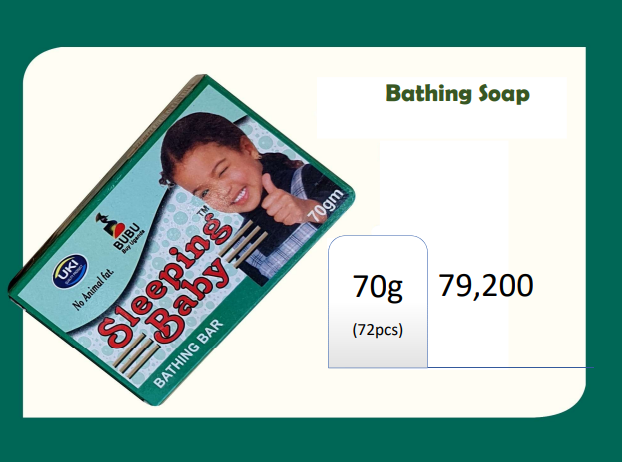 Bathing Soap
UKI
No Animal fat.
BUBU
Buy Uganda
Sleeping TM
Baby
BATHING BAR
70gm
70g
79,200
(72pcs)